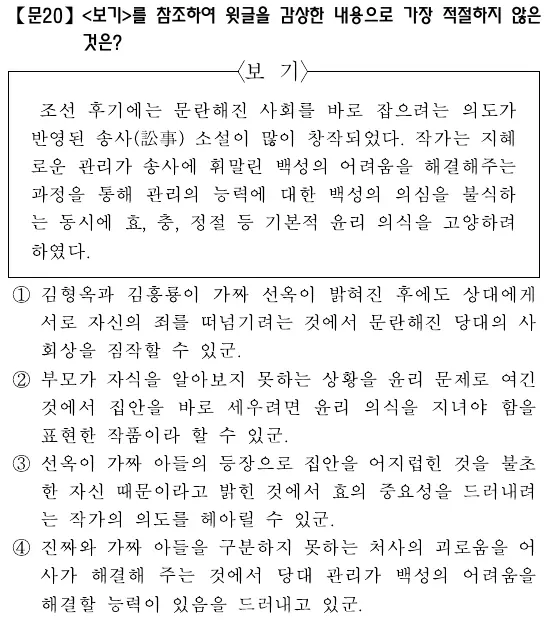 【문20】 <보기>를 참조하여 윗글을 감상한 내용으로 가장 적절하지 않은
것은?
<보 기>
조선 후기에는 문란해진 사회를 바로 잡으려는 의도가
반영된 송사(訟事) 소설이 많이 창작되었다. 작가는 지혜
로운 관리가 송사에 휘말린 백성의 어려움을 해결해주는
과정을 통해 관리의 능력에 대한 백성의 의심을 불식하
는 동시에 효, 충, 정절 등 기본적 윤리 의식을 고양하려
하였다.
① 김형옥과 김홍룡이 가짜 선옥이 밝혀진 후에도 상대에게
서로 자신의 죄를 떠넘기려는 것에서 문란해진 당대의 사
회상을 짐작할 수 있군.
② 부모가 자식을 알아보지 못하는 상황을 윤리 문제로 여긴
것에서 집안을 바로 세우려면 윤리 의식을 지녀야 함을
표현한 작품이라 할 수 있군.
③ 선옥이 가짜 아들의 등장으로 집안을 어지럽힌 것을 불초
한 자신 때문이라고 밝힌 것에서 효의 중요성을 드러내려
는 작가의 의도를 헤아릴 수 있군.
④ 진짜와 가짜 아들을 구분하지 못하는 처사의 괴로움을 어
사가 해결해 주는 것에서 당대 관리가 백성의 어려움을
해결할 능력이 있음을 드러내고 있군.